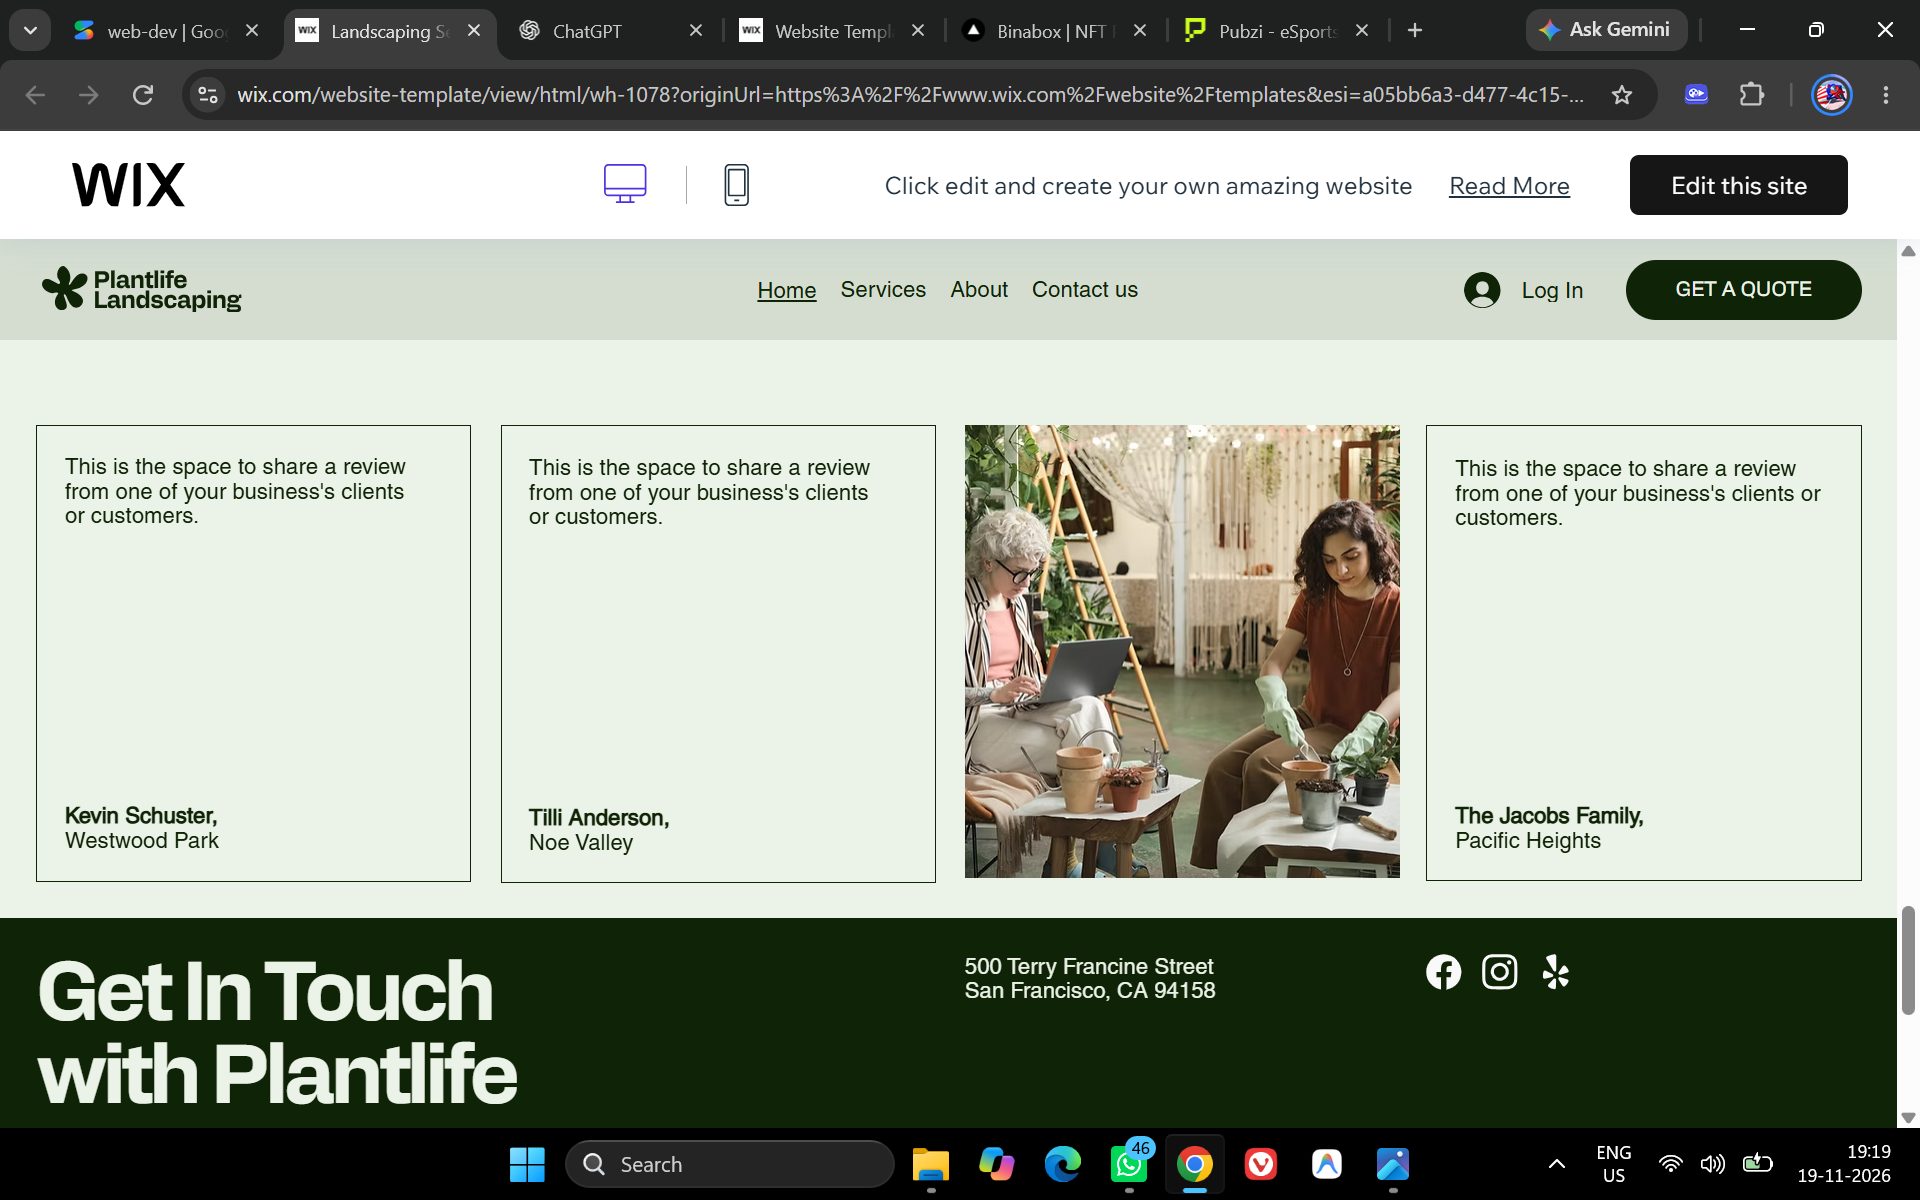 web-dev | Goo
Landscaping Se
ChatGPT
WIX
Website Templ
Binabox | NFT
Pubzi - eSports
Ask Gemini
wix.com/website-template/view/html/wh-1078?originUrl=https%3A%2F%2Fwww.wix.com%2Fwebsite%2Ftemplates&esi=a05bb6a3-d477-4c15-...
WIX
Click edit and create your own amazing website
Read More
Edit this site
Plantlife
Landscaping
Home
Services
About
Contact us
Log In
GET A QUOTE
This is the space to share a review
from one of your business's clients
or customers.
Kevin Schuster,
Westwood Park
This is the space to share a review
from one of your business's clients
or customers.
Tilli Anderson,
Noe Valley
This is the space to share a review
from one of your business's clients or
customers.
The Jacobs Family,
Pacific Heights
Get In Touch
with Plantlife
500 Terry Francine Street
San Francisco, CA 94158
Search
46
ENG
US
19:19
19-11-2026